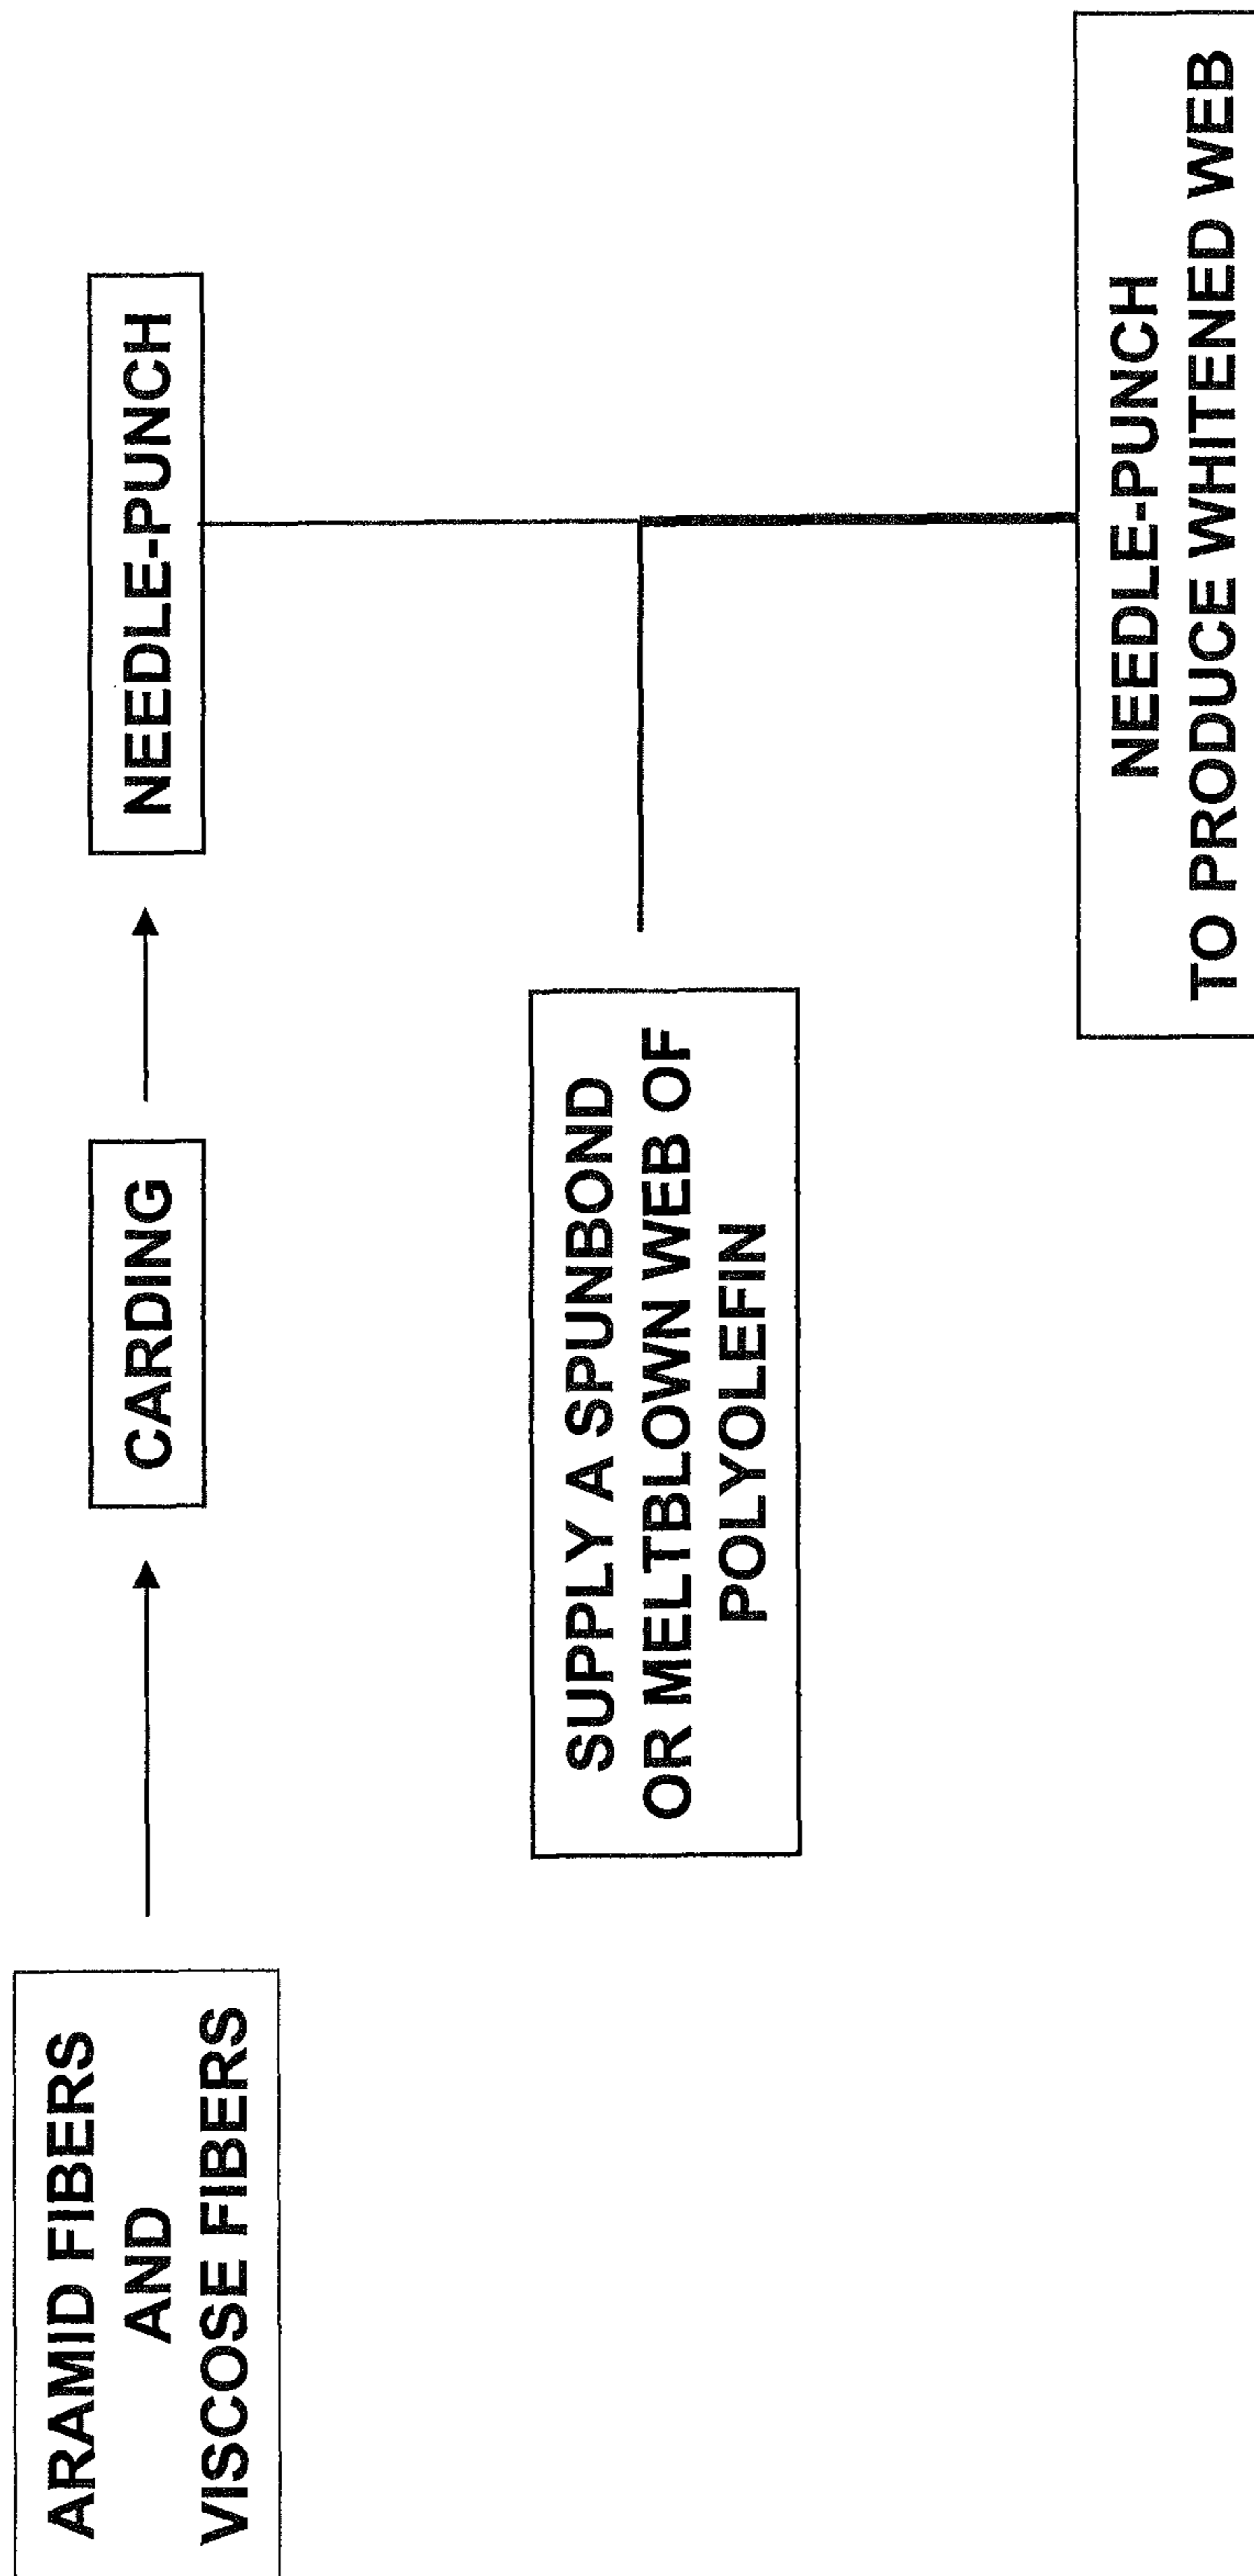 ARAMID FIBERS
AND
VISCOSE FIBERS
CARDING
NEEDLE-PUNCH
SUPPLY A SPUNBOND
OR MELTBLOWN WEB OF
POLYOLEFIN
NEEDLE-PUNCH
TO PRODUCE WHITENED WEB